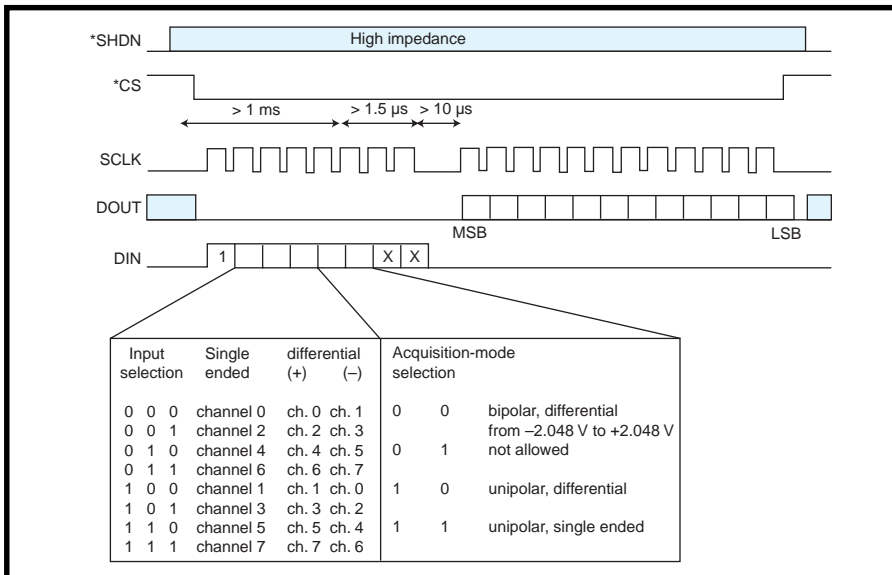 *SHDN High impedance
*CS
> 1 ms > 1.5 µs > 10 µs
SCLK
DOUT
MSB LSB
DIN 1 X X
Input Single differential Acquisition-mode
selection ended (+) (–) selection
0 0 0 channel 0 ch. 0 ch. 1 0 0 bipolar, differential
0 0 1 channel 2 ch. 2 ch. 3 from –2.048 V to +2.048 V
0 1 0 channel 4 ch. 4 ch. 5 0 1 not allowed
0 1 1 channel 6 ch. 6 ch. 7
1 0 0 channel 1 ch. 1 ch. 0 1 0 unipolar, differential
1 0 1 channel 3 ch. 3 ch. 2
1 1 0 channel 5 ch. 5 ch. 4 1 1 unipolar, single ended
1 1 1 channel 7 ch. 7 ch. 6